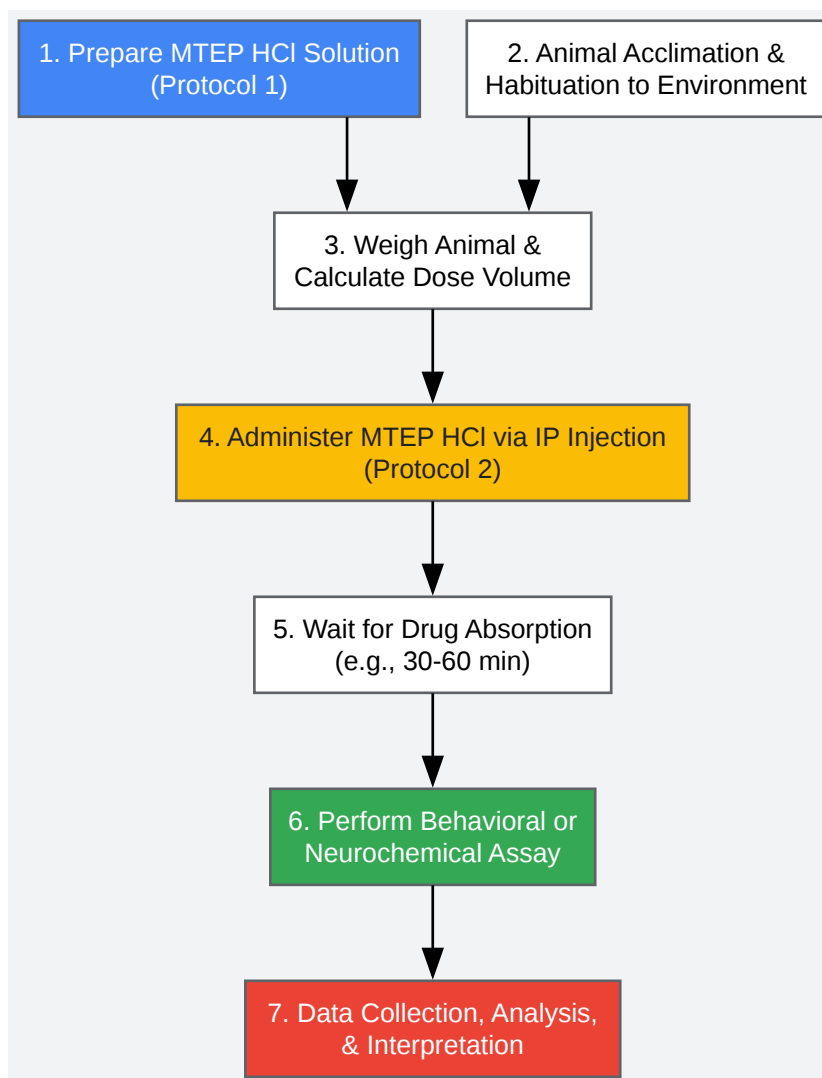 1. Prepare MTEP HCl Solution
(Protocol 1)
2. Animal Acclimation &
Habituation to Environment
3. Weigh Animal &
Calculate Dose Volume
4. Administer MTEP HCl via IP Injection
(Protocol 2)
5. Wait for Drug Absorption
(e.g., 30-60 min)
6. Perform Behavioral or
Neurochemical Assay
7. Data Collection, Analysis,
& Interpretation